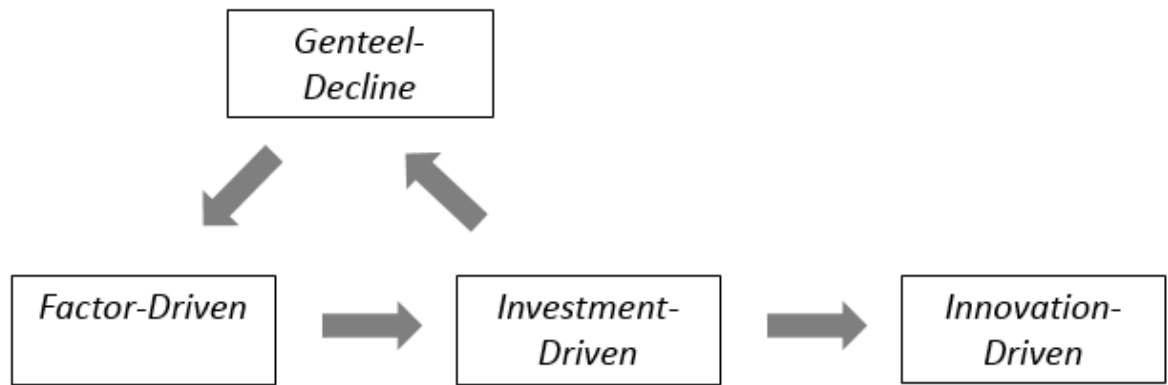 Genteel-
Decline
Factor-Driven
Investment-
Driven
Innovation-
Driven